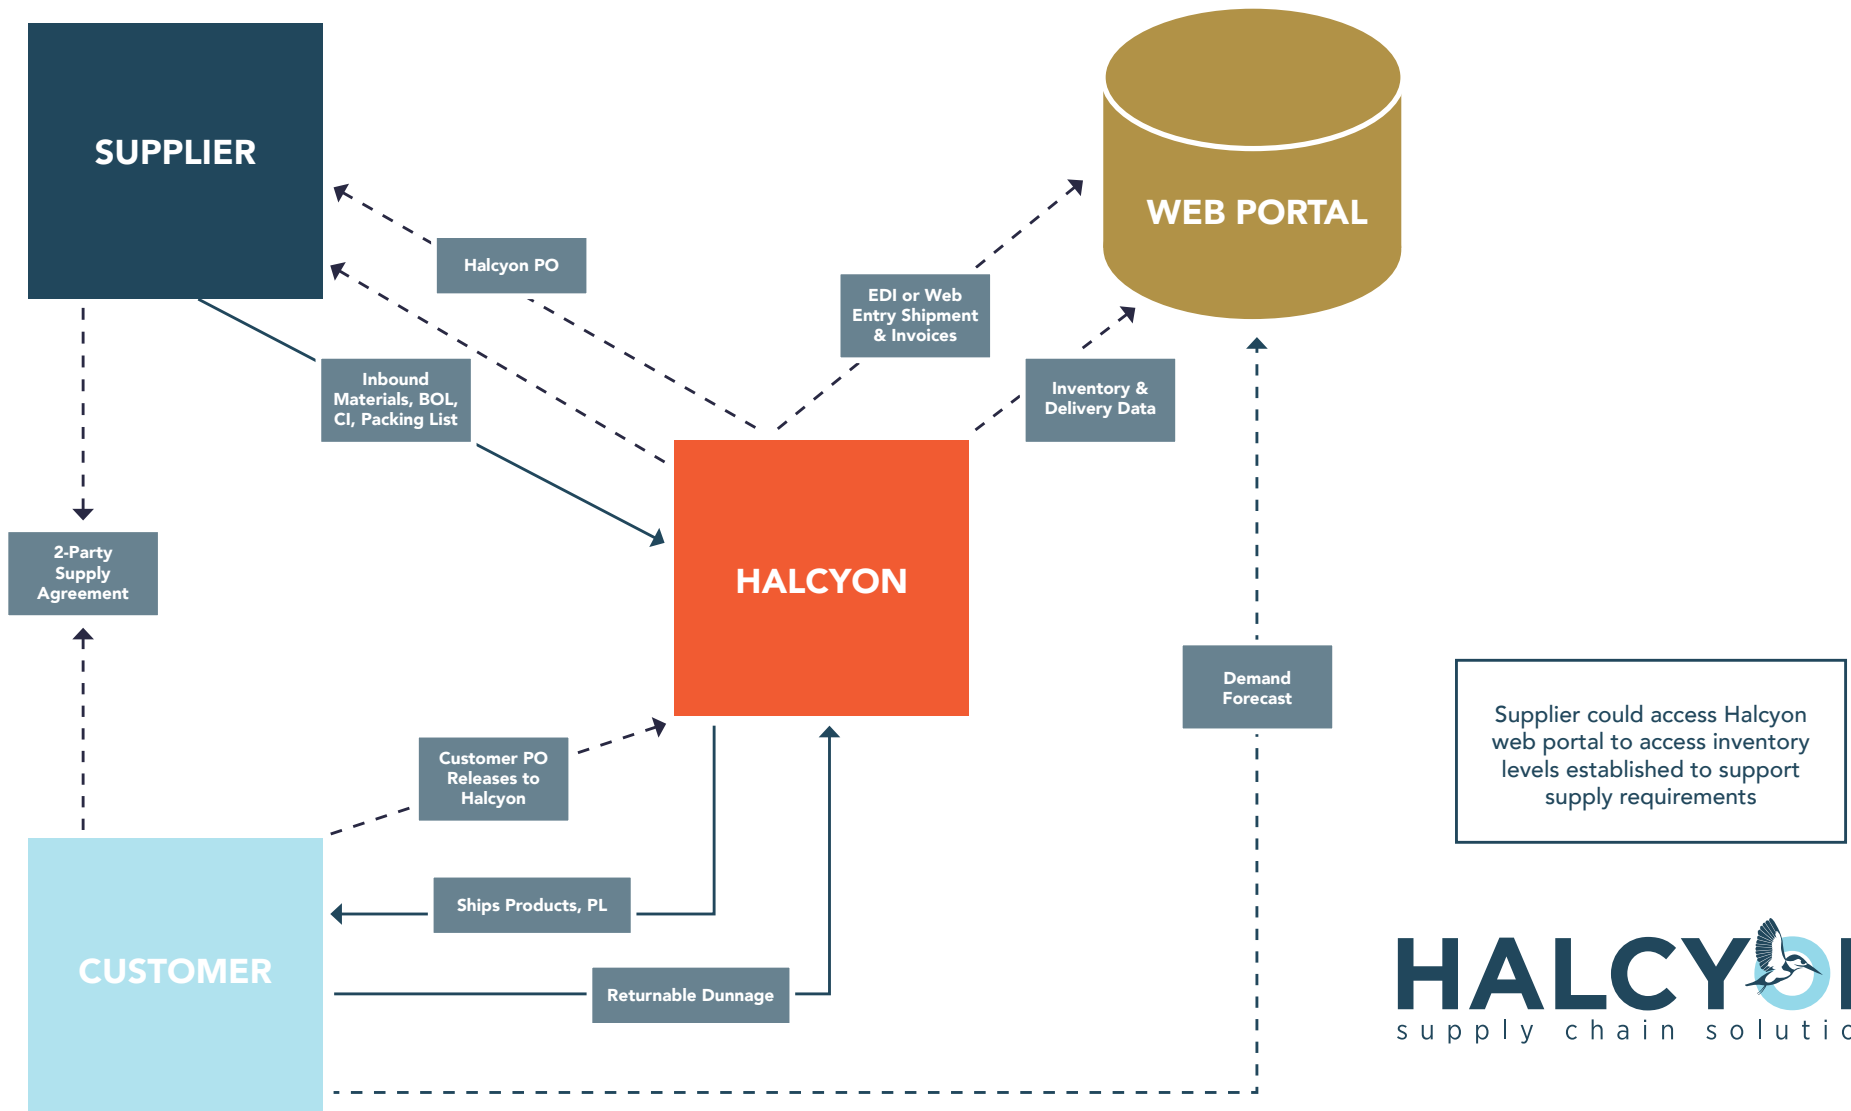 SUPPLIER
WEB PORTAL
Halcyon PO
EDI or Web
Entry Shipment
& Invoices
Inbound
Materials, BOL,
CI, Packing List
Inventory &
Delivery Data
2-Party
Supply
Agreement
HALCYON
Demand
Forecast
Supplier could access Halcyon
web portal to access inventory
levels established to support
supply requirements
Customer PO
Releases to
Halcyon
Ships Products, PL
CUSTOMER
Returnable Dunnage
HALCYON
supply chain solutio